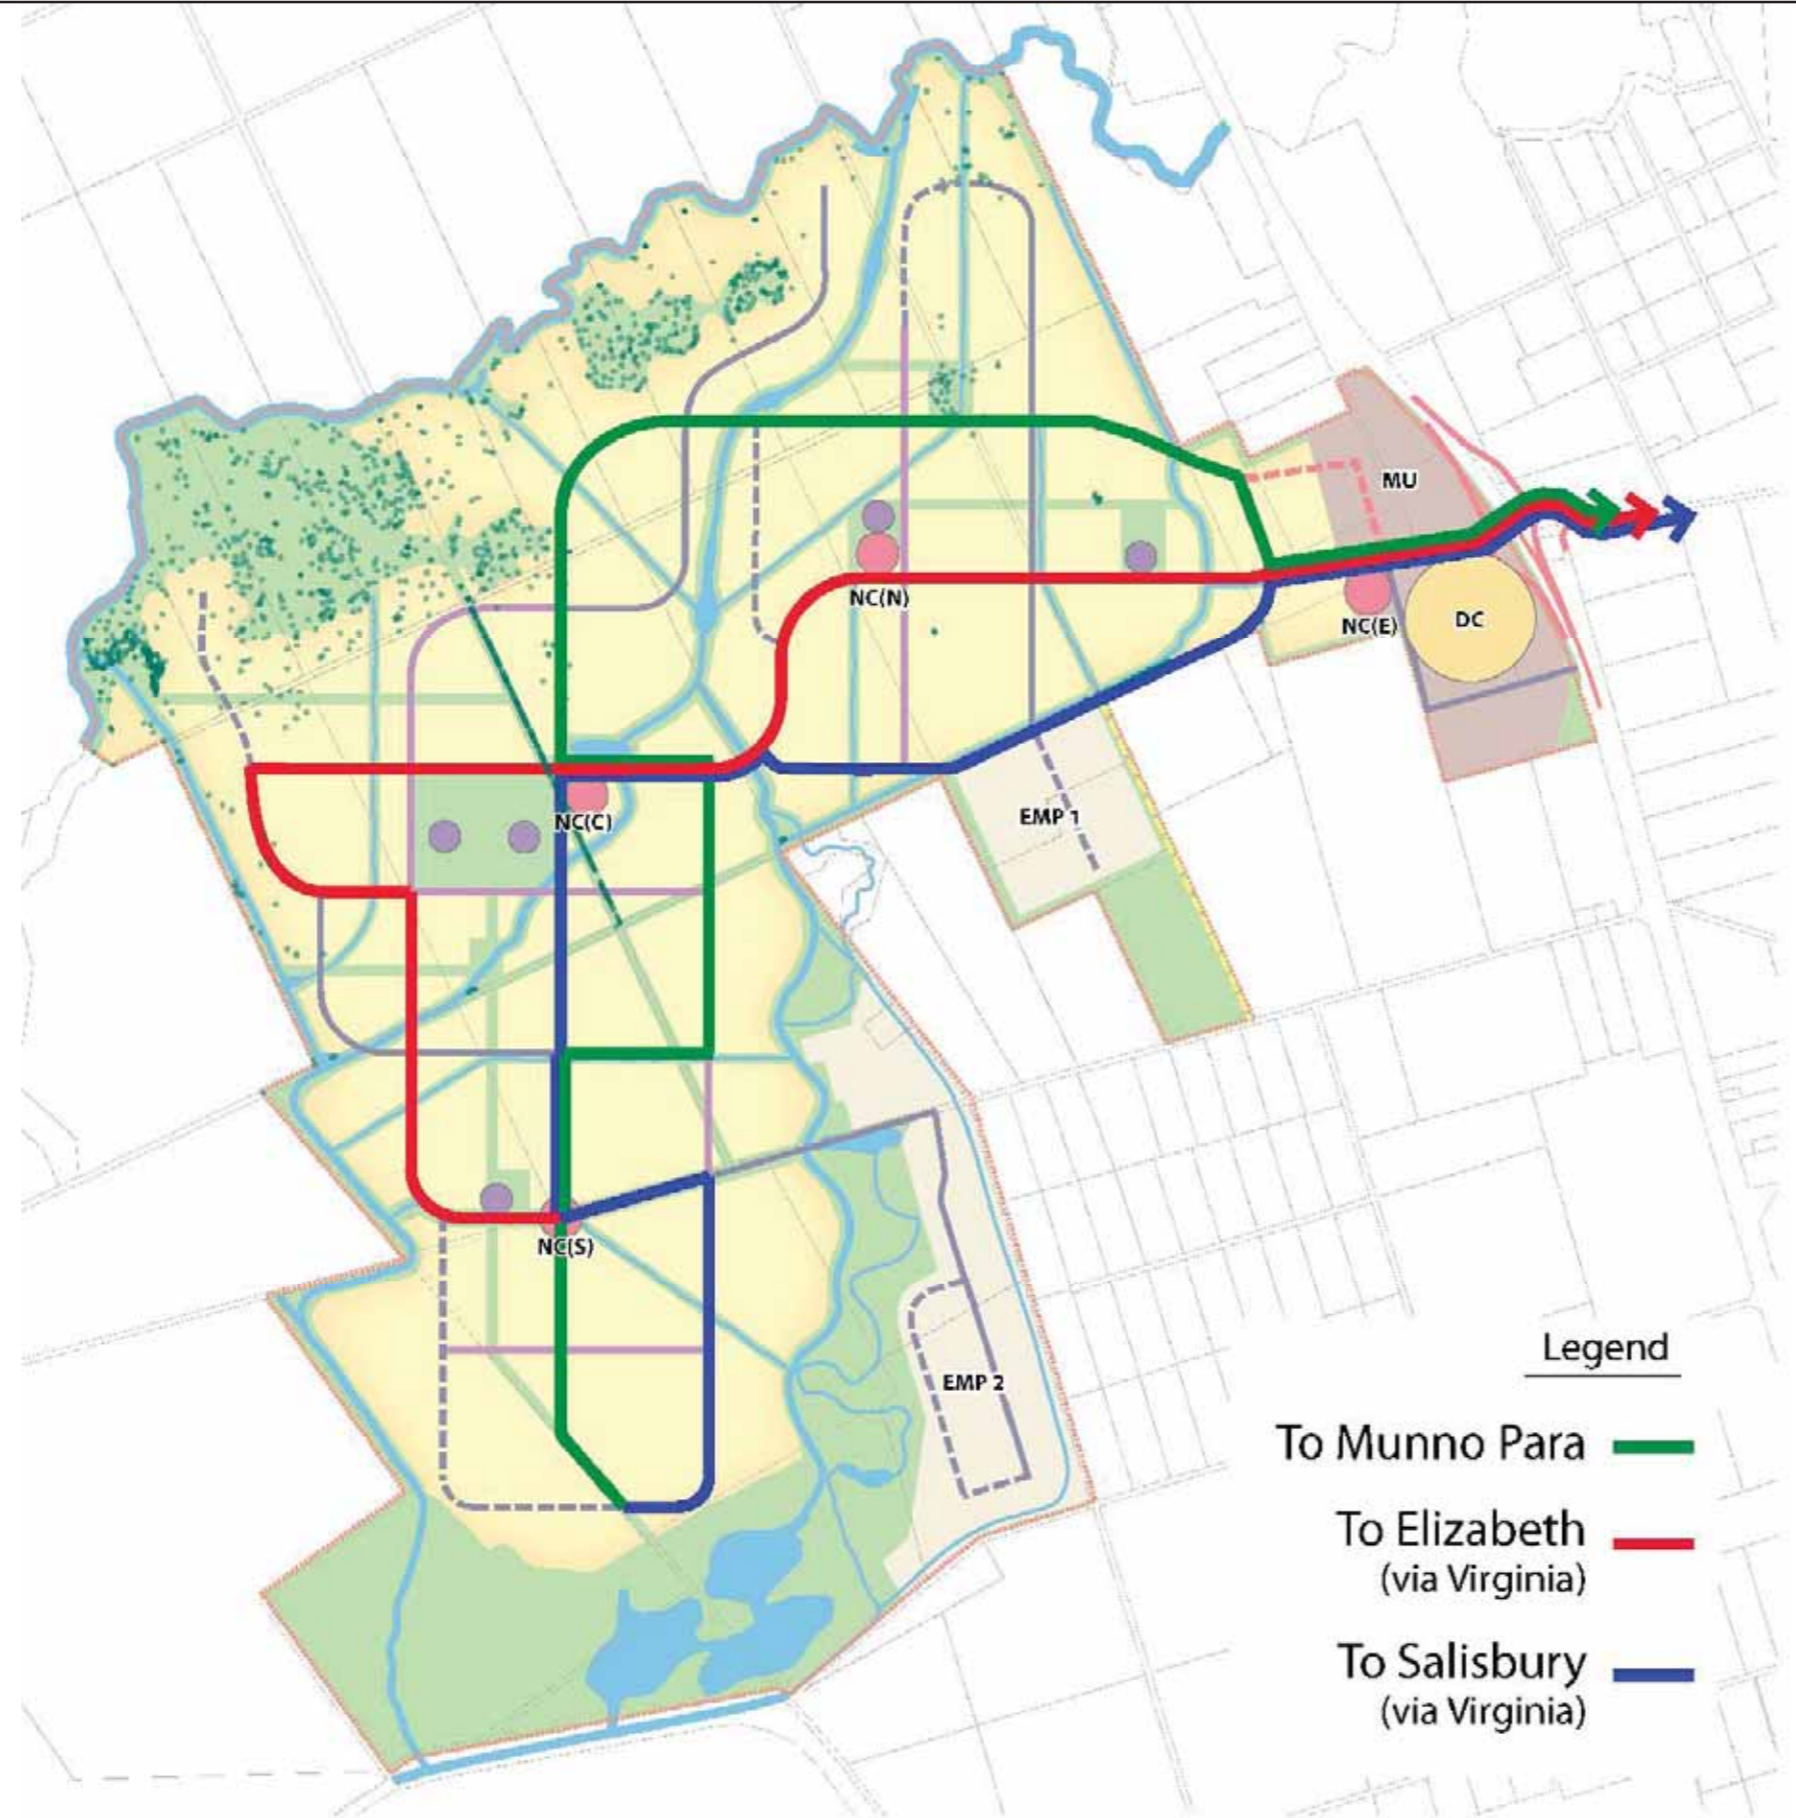 MU
NC(N)
NC(E)
DC
NC(C)
EMP 1
NC(S)
EMP 2
Legend
To Munno Para
To Elizabeth
(via Virginia)
To Salisbury
(via Virginia)